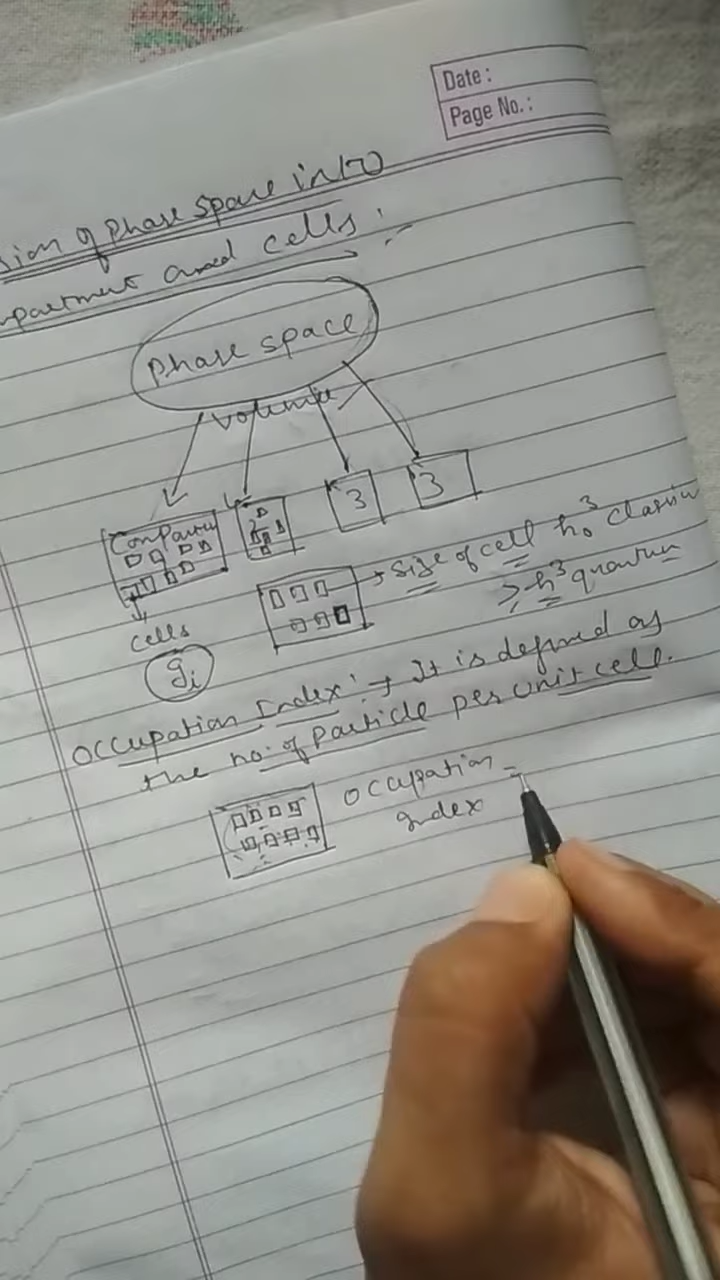 Date :
Page No. :
sion of phase space into
mpartment and cells :-
Phase space
volume
3
3
cells
gi
→ size of cell h₀³ classical
≥ h³ quantum
Occupation Index :→ It is defined as
the no. of particle per unit cell.
Occupation =
Index